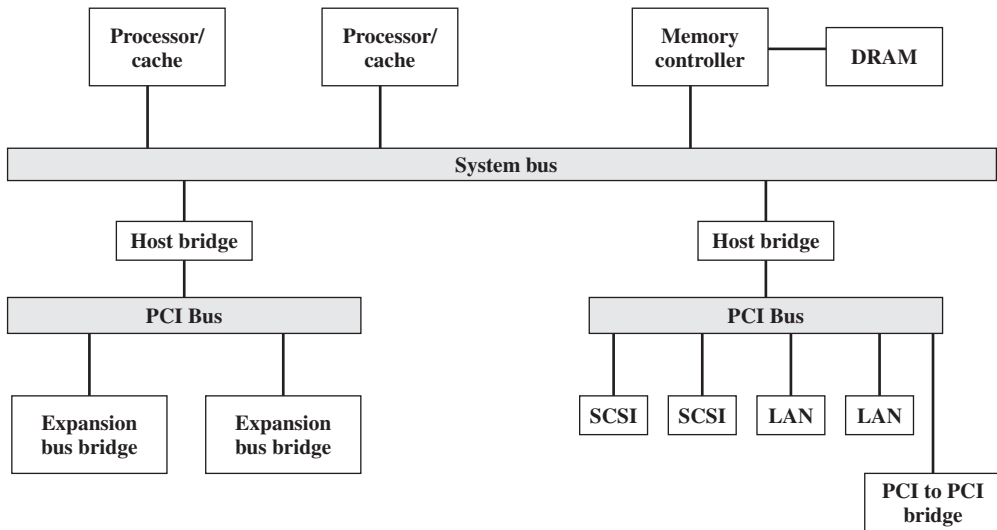 Processor/
cache
Processor/
cache
Memory
controller
DRAM
System bus
Host bridge
Host bridge
PCI Bus
PCI Bus
Expansion
bus bridge
Expansion
bus bridge
SCSI
SCSI
LAN
LAN
PCI to PCI
bridge